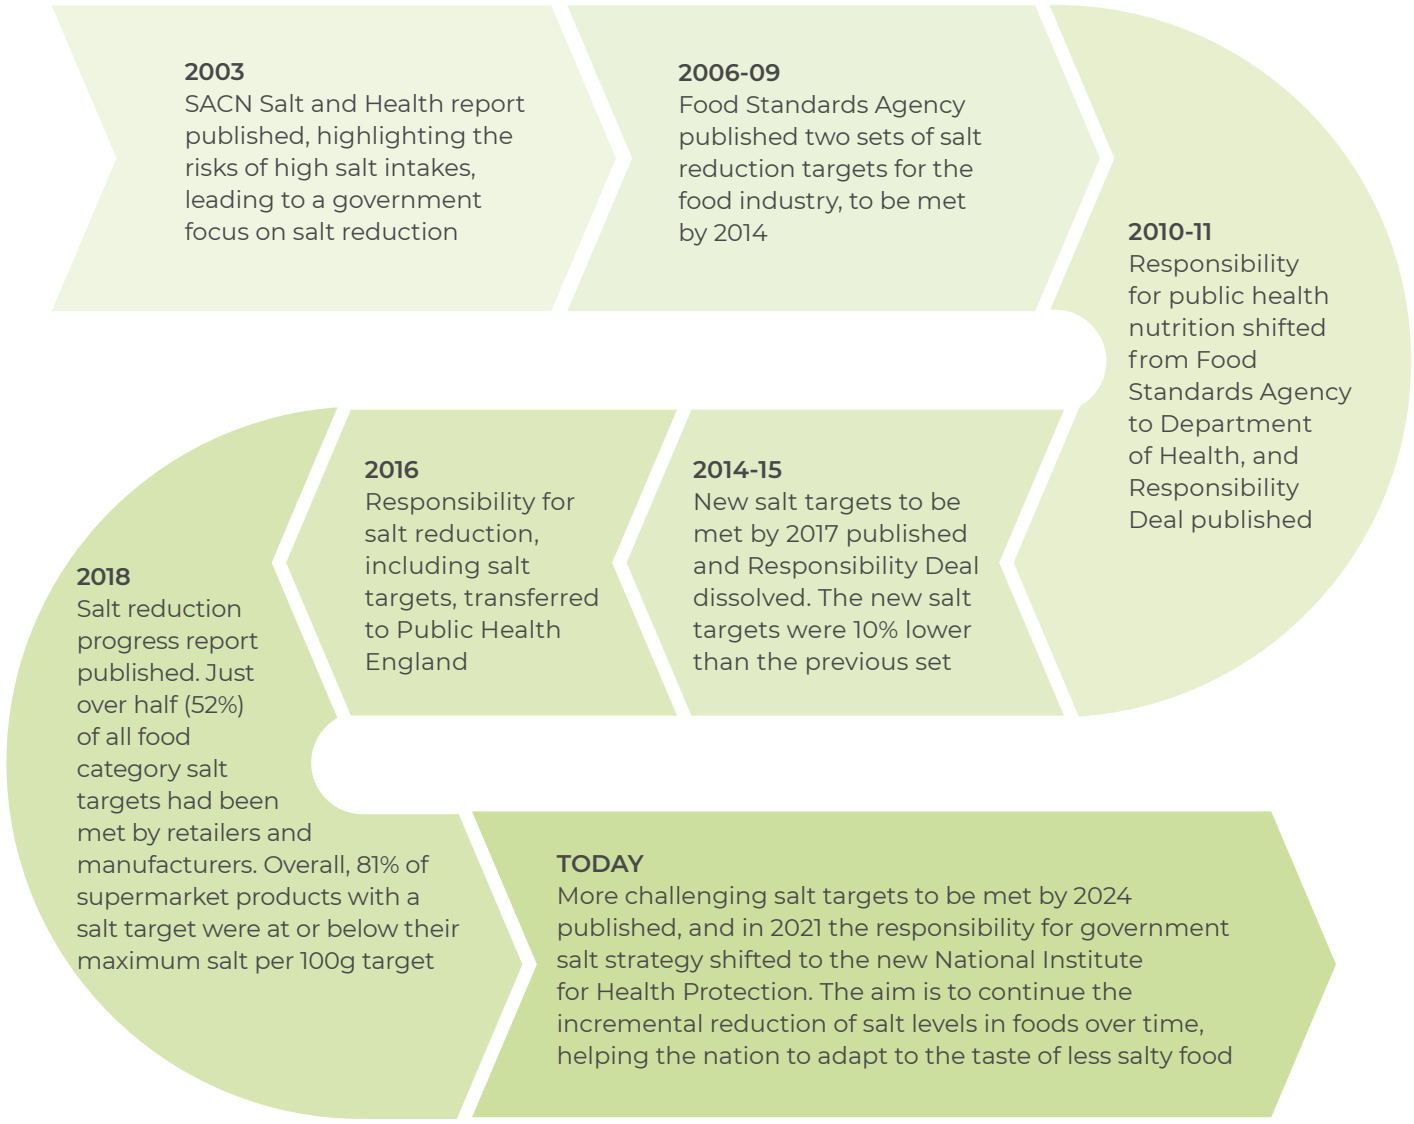 2003
SACN Salt and Health report
published, highlighting the
risks of high salt intakes,
leading to a government
focus on salt reduction
2006-09
Food Standards Agency
published two sets of salt
reduction targets for the
food industry, to be met
by 2014
2010-11
Responsibility
for public health
nutrition shifted
from Food
Standards Agency
to Department
of Health, and
Responsibility
Deal published
2014-15
New salt targets to be
met by 2017 published
and Responsibility Deal
dissolved. The new salt
targets were 10% lower
than the previous set
2016
Responsibility for
salt reduction,
including salt
targets, transferred
to Public Health
England
2018
Salt reduction
progress report
published. Just
over half (52%)
of all food
category salt
targets had been
met by retailers and
manufacturers. Overall, 81% of
supermarket products with a
salt target were at or below their
maximum salt per 100g target
TODAY
More challenging salt targets to be met by 2024
published, and in 2021 the responsibility for government
salt strategy shifted to the new National Institute
for Health Protection. The aim is to continue the
incremental reduction of salt levels in foods over time,
helping the nation to adapt to the taste of less salty food